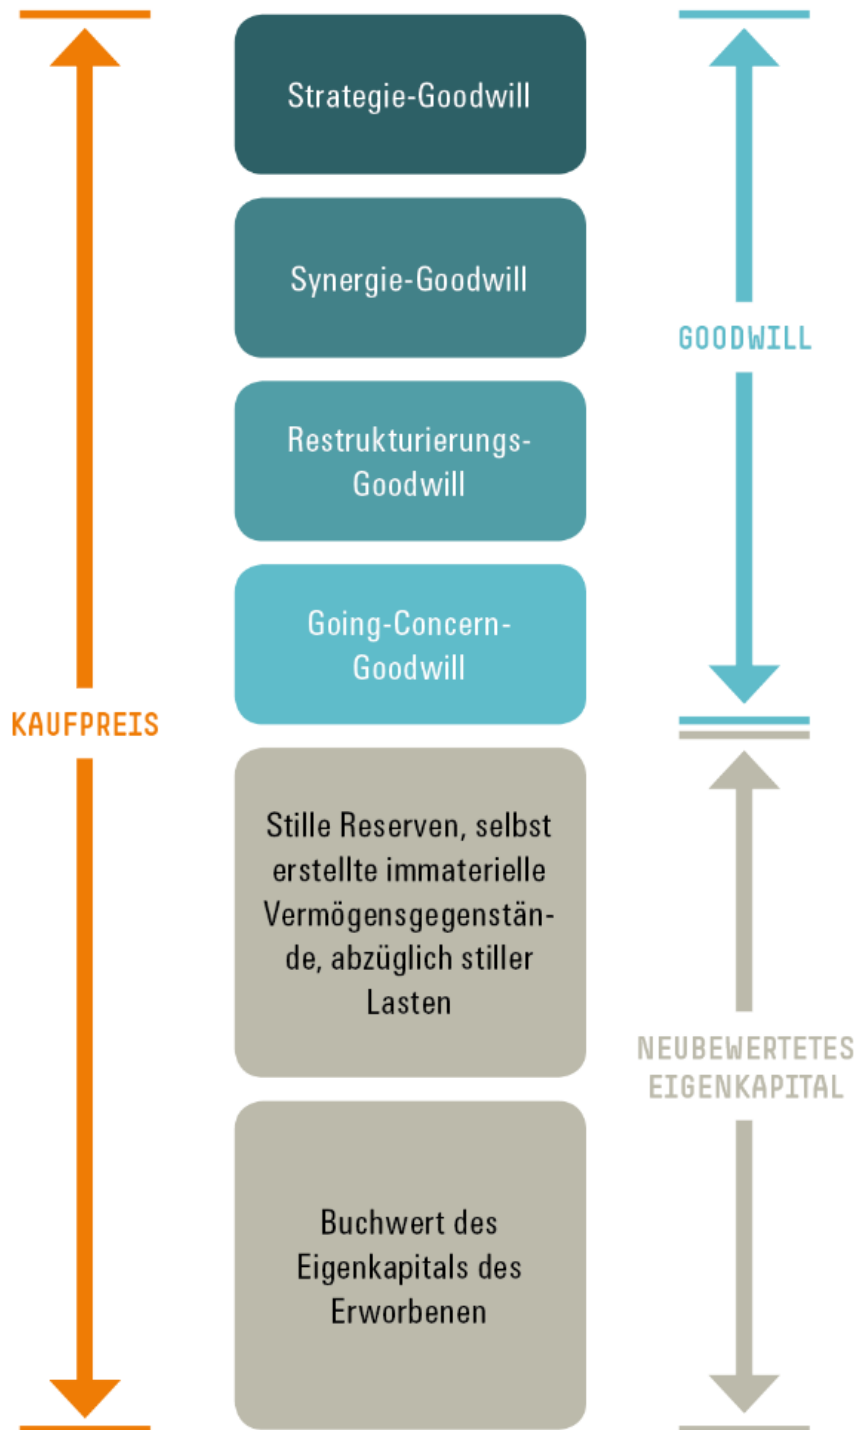 Strategie-Goodwill
Synergie-Goodwill
GOODWILL
Restrukturierungs-
Goodwill
Going-Concern-
Goodwill
KAUFPREIS
Stille Reserven, selbst
erstellte immaterielle
Vermögensgegenstän-
de, abzüglich stiller
Lasten
NEUBEWERTETES
EIGENKAPITAL
Buchwert des
Eigenkapitals des
Erworbenen